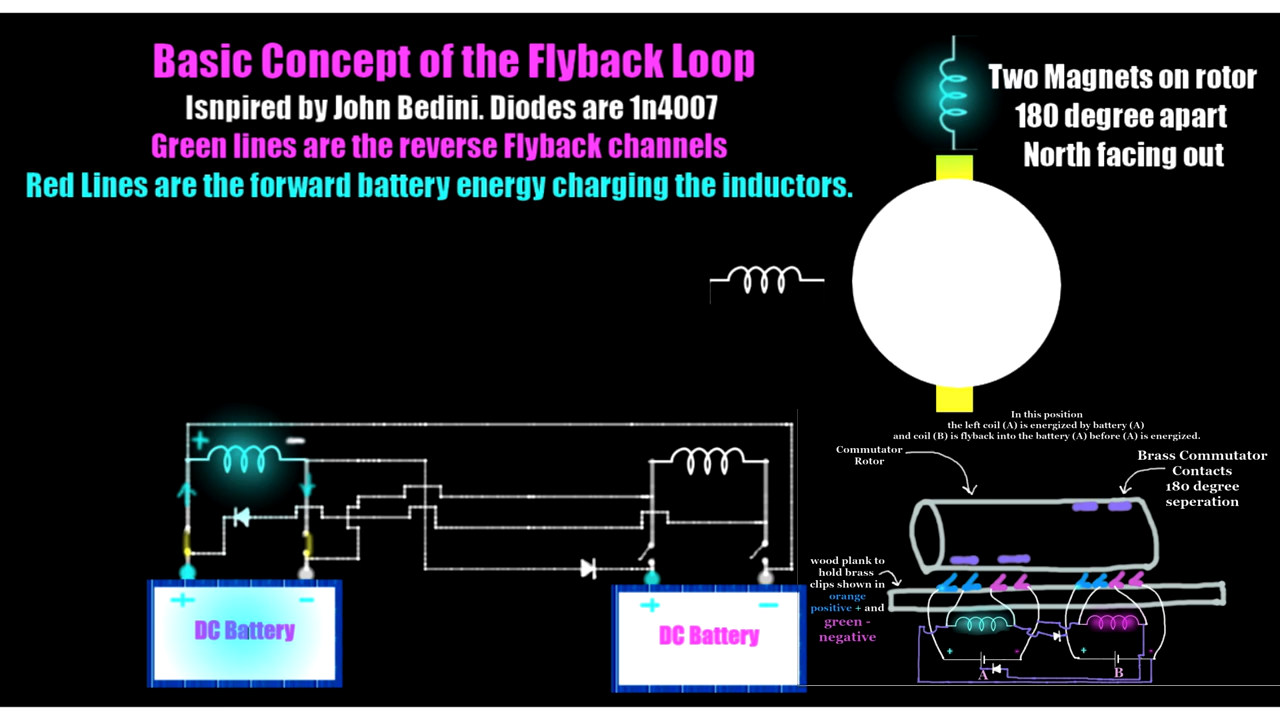 Basic Concept of the Flyback Loop
Isnpired by John Bedini. Diodes are 1n4007
Green lines are the reverse Flyback channels
Red Lines are the forward battery energy charging the inductors.
Two Magnets on rotor
180 degree apart
North facing out
+
-
+ -
DC Battery
+ -
DC Battery
In this position
the left coil (A) is energized by battery (A)
and coil (B) is flyback into the battery (A) before (A) is energized.
Commutator
Rotor
Brass Commutator
Contacts
180 degree
seperation
wood plank to
hold brass
clips shown in
orange
positive + and
green -
negative
+ - + -
A B